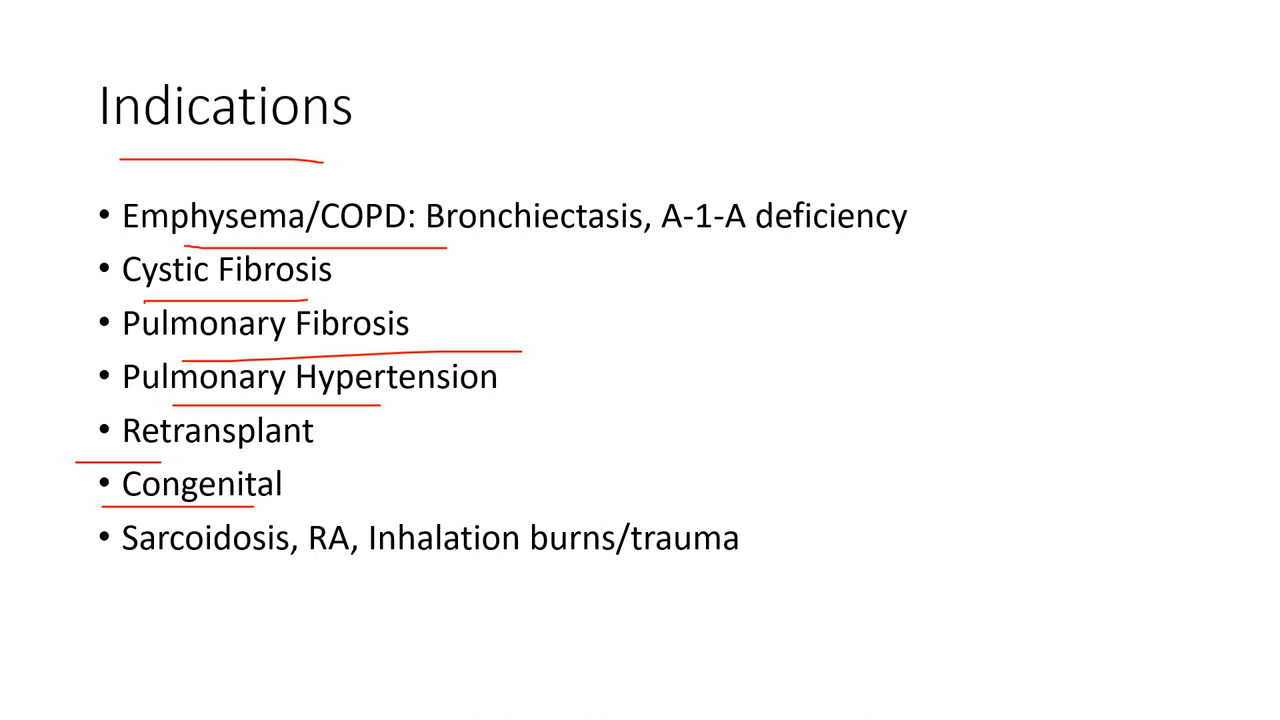 Indications
• Emphysema/COPD: Bronchiectasis, A-1-A deficiency
• Cystic Fibrosis
• Pulmonary Fibrosis
• Pulmonary Hypertension
• Retransplant
• Congenital
• Sarcoidosis, RA, Inhalation burns/trauma